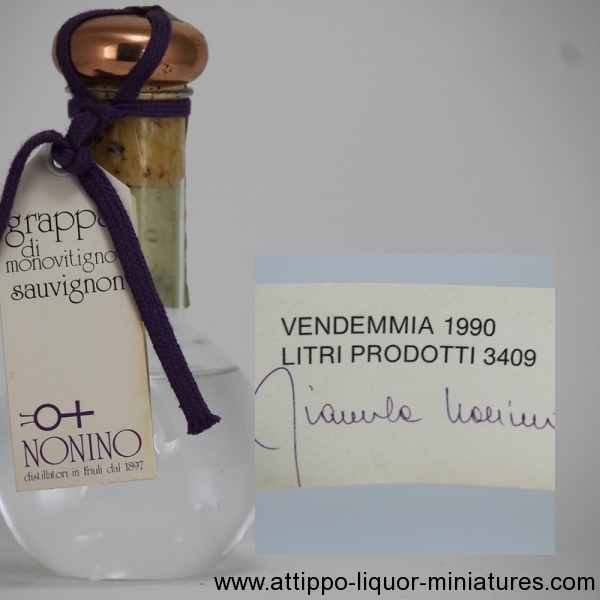 grappa
di
monovitigno
sauvignon
NONINO
distillatori in friuli dal 1897
VENDEMMIA 1990
LITRI PRODOTTI 3409
www.attippo-liquor-miniatures.com